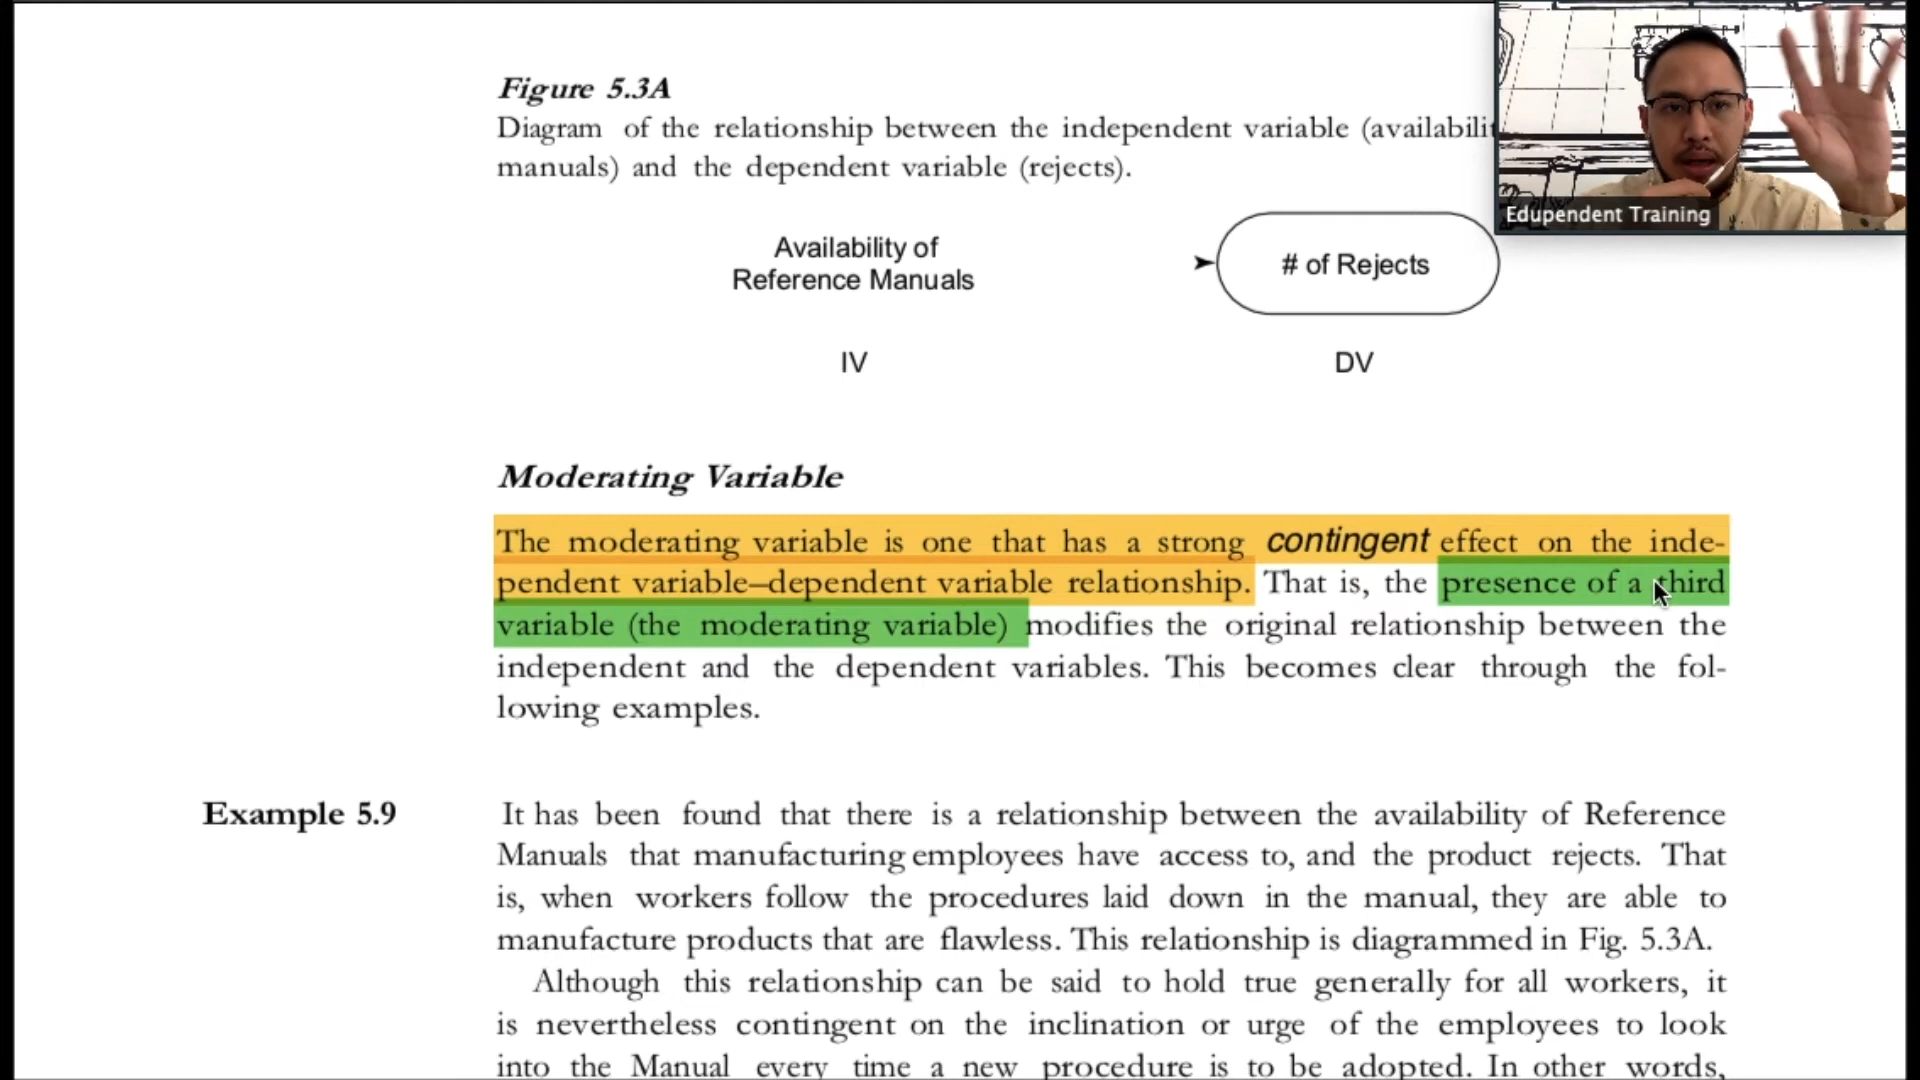 Figure 5.3A
Diagram of the relationship between the independent variable (availabilit
manuals) and the dependent variable (rejects).
Edupendent Training
Availability of
Reference Manuals
# of Rejects
IV
DV
Moderating Variable
The moderating variable is one that has a strong contingent effect on the inde-
pendent variable–dependent variable relationship. That is, the presence of a third
variable (the moderating variable) modifies the original relationship between the
independent and the dependent variables. This becomes clear through the fol-
lowing examples.
Example 5.9
It has been found that there is a relationship between the availability of Reference
Manuals that manufacturing employees have access to, and the product rejects. That
is, when workers follow the procedures laid down in the manual, they are able to
manufacture products that are flawless. This relationship is diagrammed in Fig. 5.3A.
Although this relationship can be said to hold true generally for all workers, it
is nevertheless contingent on the inclination or urge of the employees to look
into the Manual every time a new procedure is to be adopted. In other words,